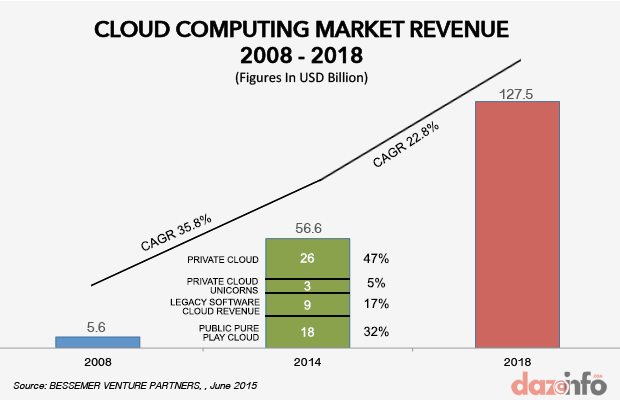 CLOUD COMPUTING MARKET REVENUE
2008 - 2018
(Figures In USD Billion)
127.5
CAGR 22.8%
CAGR 35.8%
56.6
PRIVATE CLOUD 26 47%
PRIVATE CLOUD
UNICORNS 3 5%
LEGACY SOFTWARE
CLOUD REVENUE 9 17%
PUBLIC PURE
PLAY CLOUD 18 32%
5.6
2008 2014 2018
Source: BESSEMER VENTURE PARTNERS, , June 2015
dazeinfo